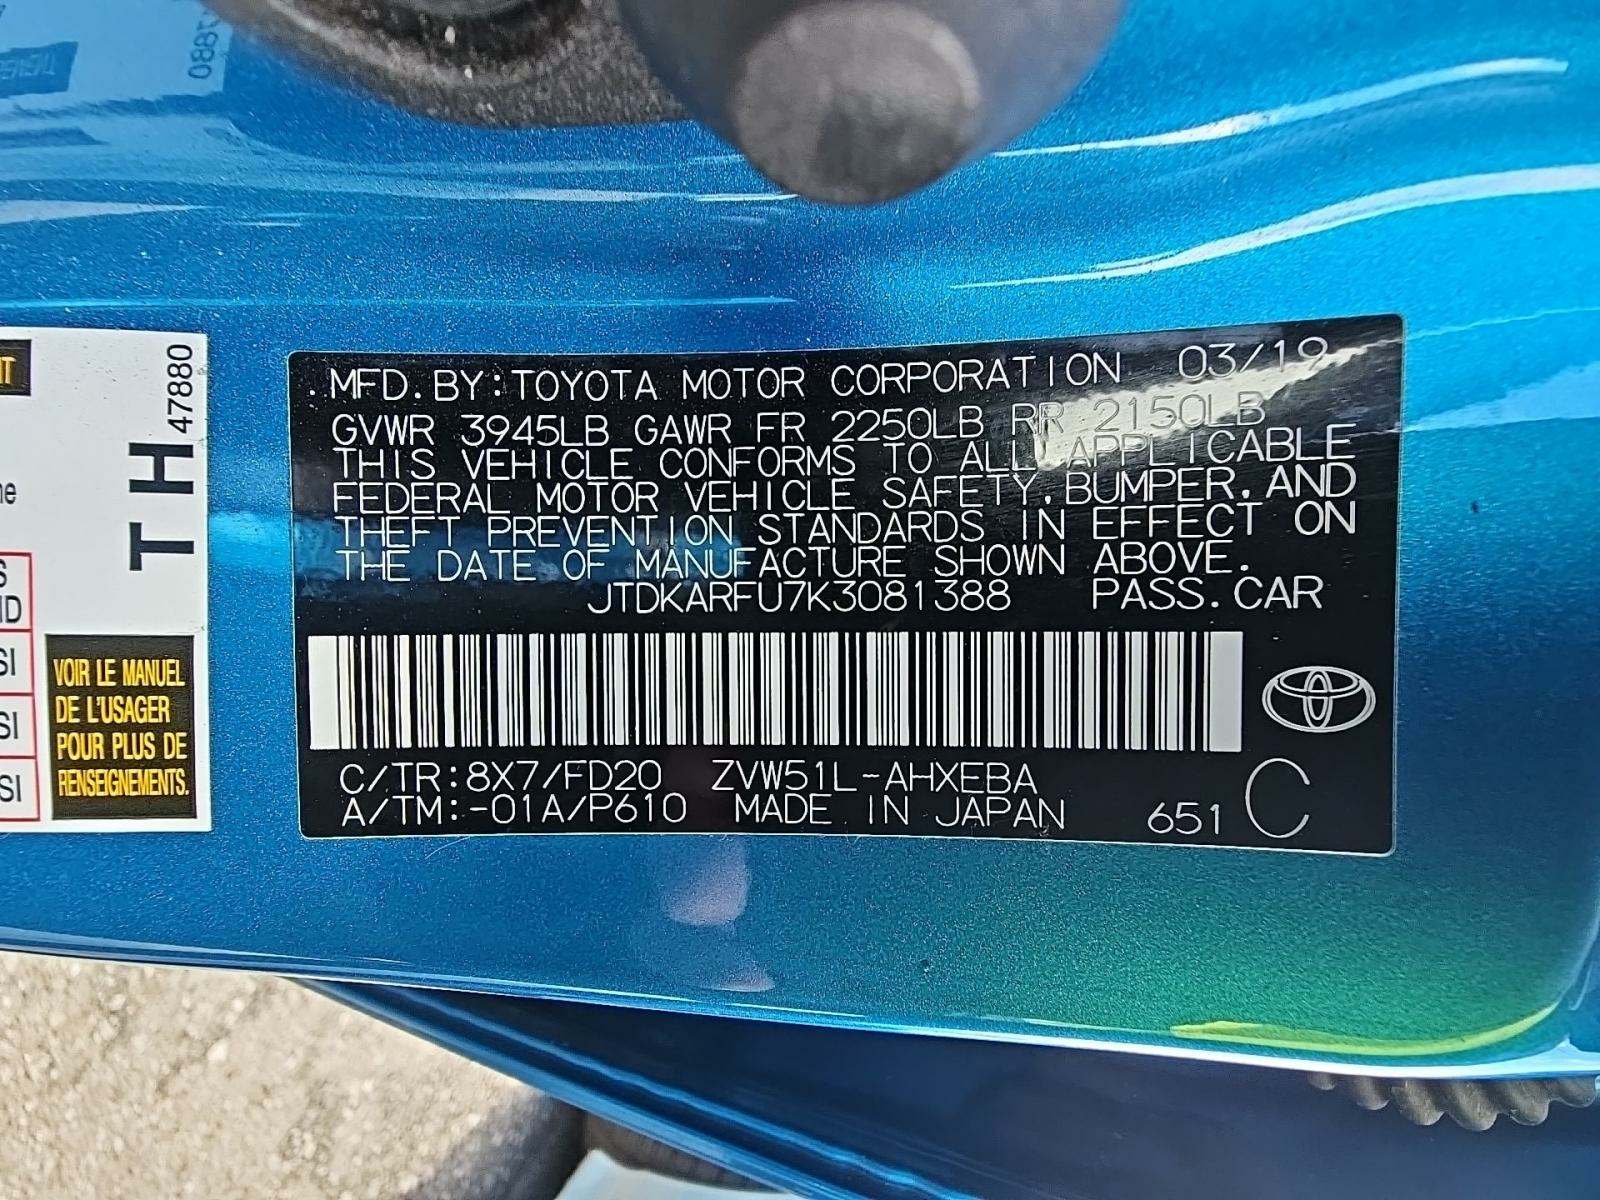 47880
TH
VOIR LE MANUEL
DE L'USAGER
POUR PLUS DE
RENSEIGNEMENTS.
MFD. BY: TOYOTA MOTOR CORPORATION 03/19
GVWR 3945LB GAWR FR 2250LB RR 2150LB
THIS VEHICLE CONFORMS TO ALL APPLICABLE
FEDERAL MOTOR VEHICLE SAFETY, BUMPER, AND
THEFT PREVENTION STANDARDS IN EFFECT ON
THE DATE OF MANUFACTURE SHOWN ABOVE.
JTDKARFU7K3081388 PASS. CAR
C/TR: 8X7/FD20 ZVW51L-AHXEBA
A/TM: -01A/P610 MADE IN JAPAN 651 C